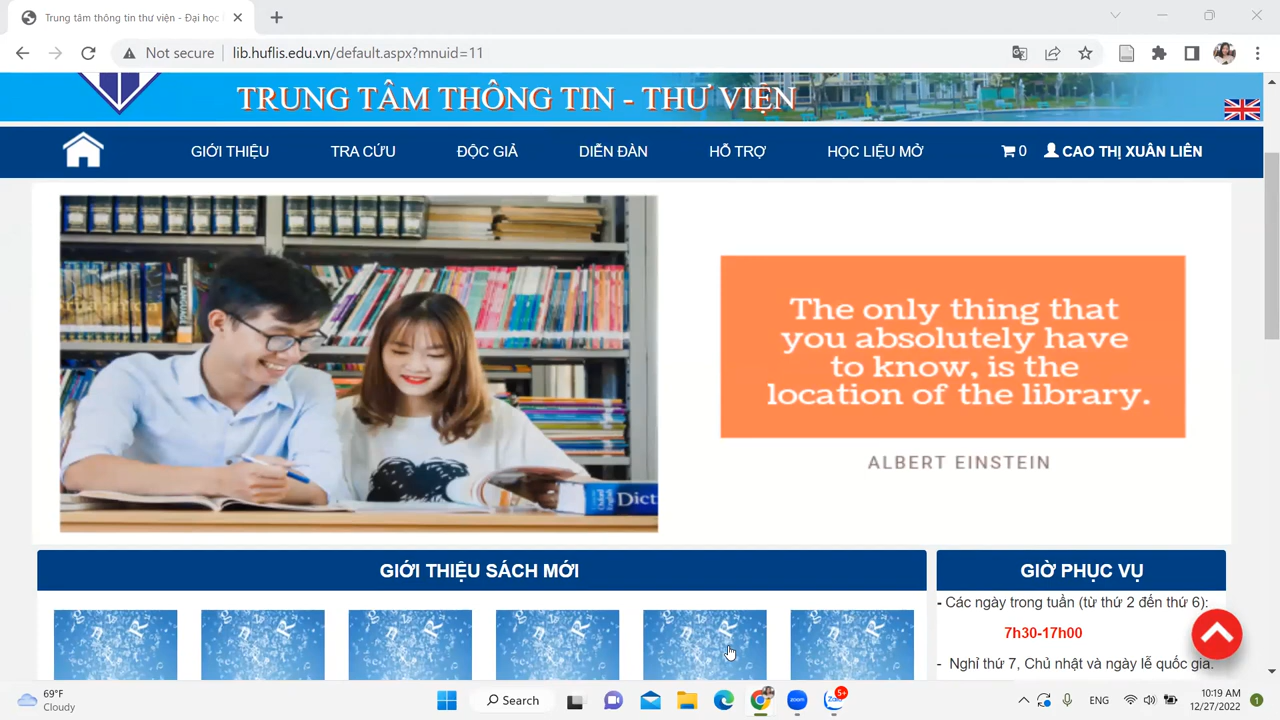 Trung tâm thông tin thư viện - Đại học
Not secure
lib.huflis.edu.vn/default.aspx?mnuid=11
TRUNG TÂM THÔNG TIN - THƯ VIỆN
GIỚI THIỆU
TRA CỨU
ĐỘC GIẢ
DIỄN ĐÀN
HỖ TRỢ
HỌC LIỆU MỞ
0
CAO THỊ XUÂN LIÊN
The only thing that
you absolutely have
to know, is the
location of the library.
ALBERT EINSTEIN
Dict
GIỚI THIỆU SÁCH MỚI
GIỜ PHỤC VỤ
- Các ngày trong tuần (từ thứ 2 đến thứ 6):
7h30-17h00
- Nghỉ thứ 7, Chủ nhật và ngày lễ quốc gia.
69°F
Cloudy
Search
zoom
Zalo
5+
ENG
10:19 AM
12/27/2022
1